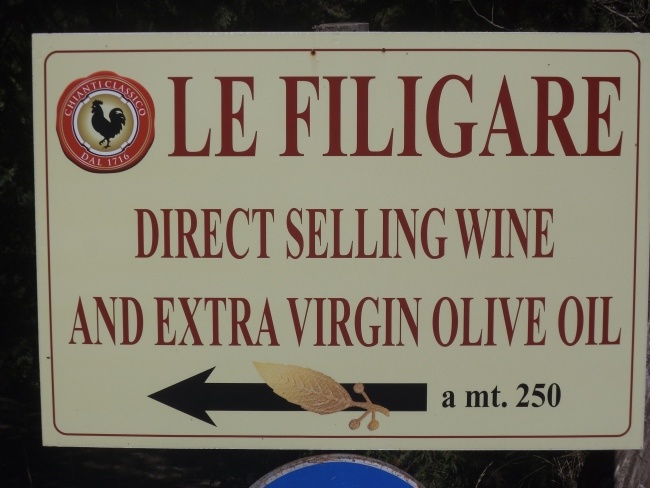 CHIANTI CLASSICO
DAL 1716
LE FILIGARE
DIRECT SELLING WINE
AND EXTRA VIRGIN OLIVE OIL
a mt. 250